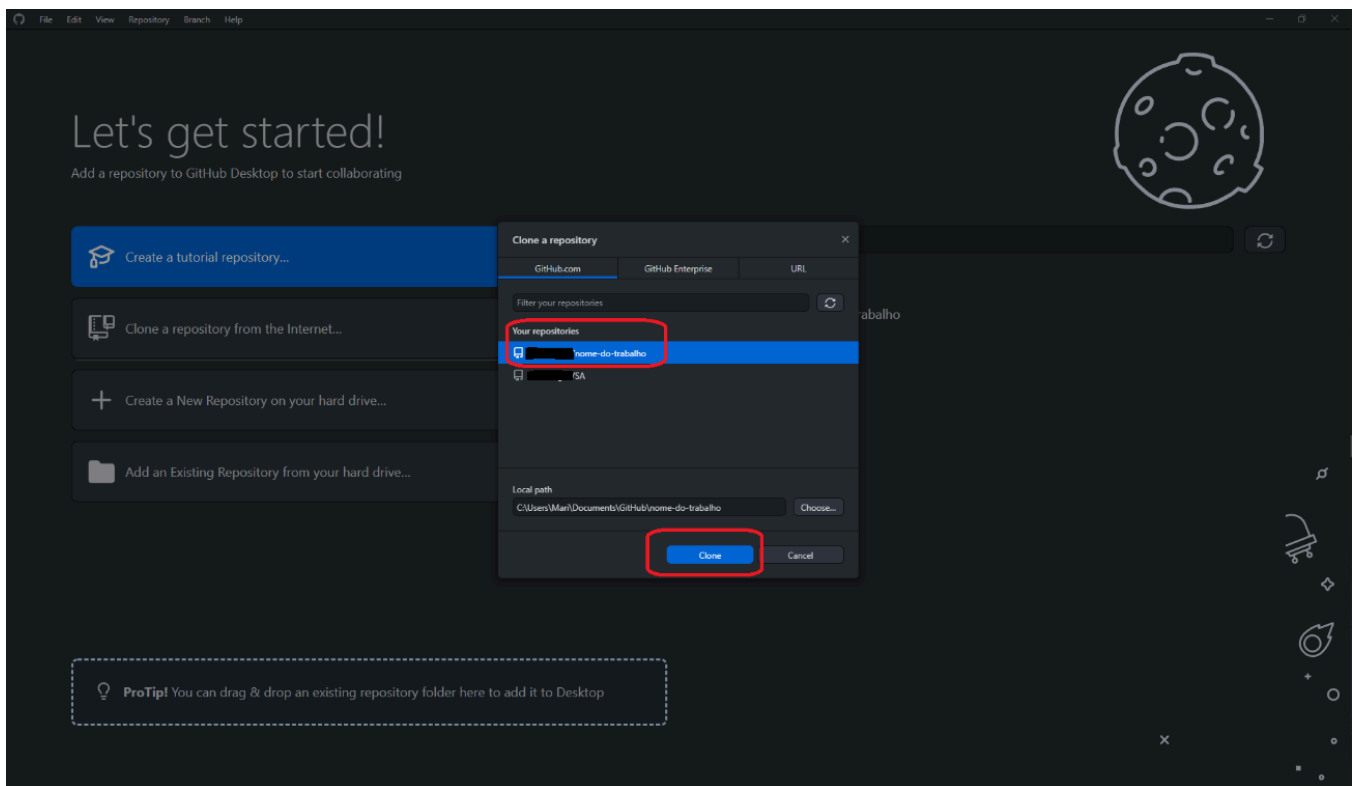 File Edit View Repository Branch Help
Let's get started!
Add a repository to GitHub Desktop to start collaborating
Create a tutorial repository...
Clone a repository from the Internet...
Create a New Repository on your hard drive...
Add an Existing Repository from your hard drive...
ProTip! You can drag & drop an existing repository folder here to add it to Desktop
Clone a repository
GitHub.com GitHub Enterprise URL
Filter your repositories
Your repositories
/nome-do-trabalho
/SA
Local path
C:\Users\Mari\Documents\GitHub\nome-do-trabalho Choose...
Clone Cancel
rabalho